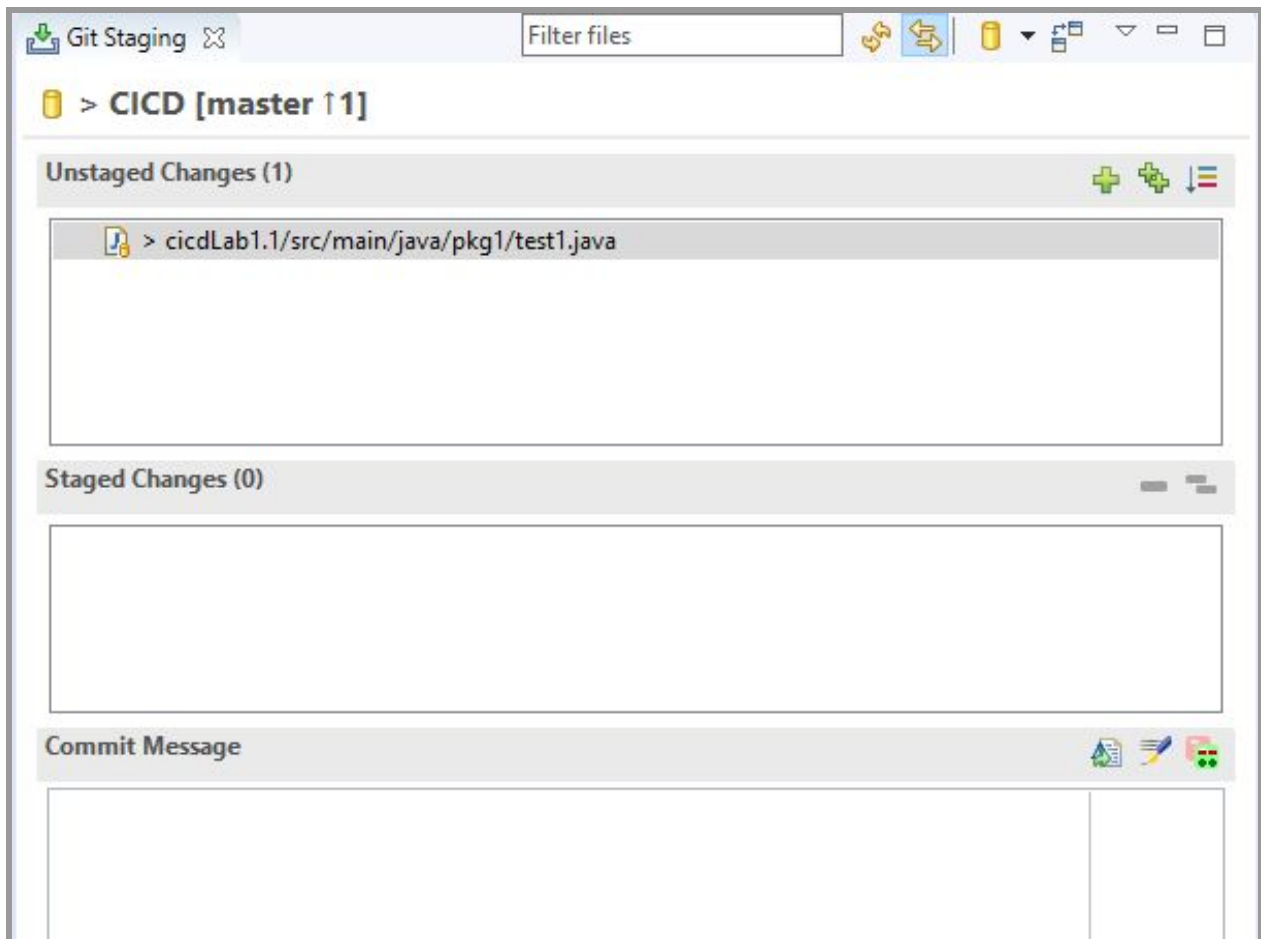 Git Staging
Filter files
> CICD [master ↑1]
Unstaged Changes (1)
> cicdLab1.1/src/main/java/pkg1/test1.java
Staged Changes (0)
Commit Message